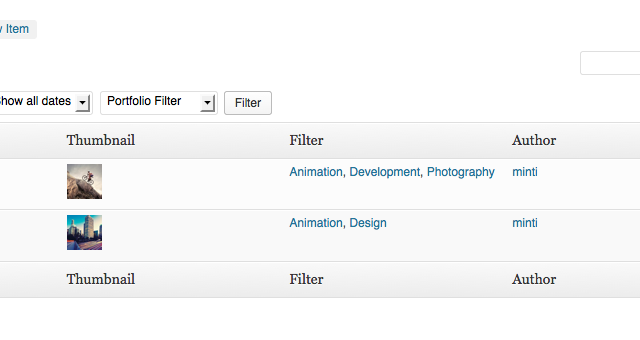 Item
how all dates Portfolio Filter Filter
Thumbnail Filter Author
Animation, Development, Photography minti
Animation, Design minti
Thumbnail Filter Author